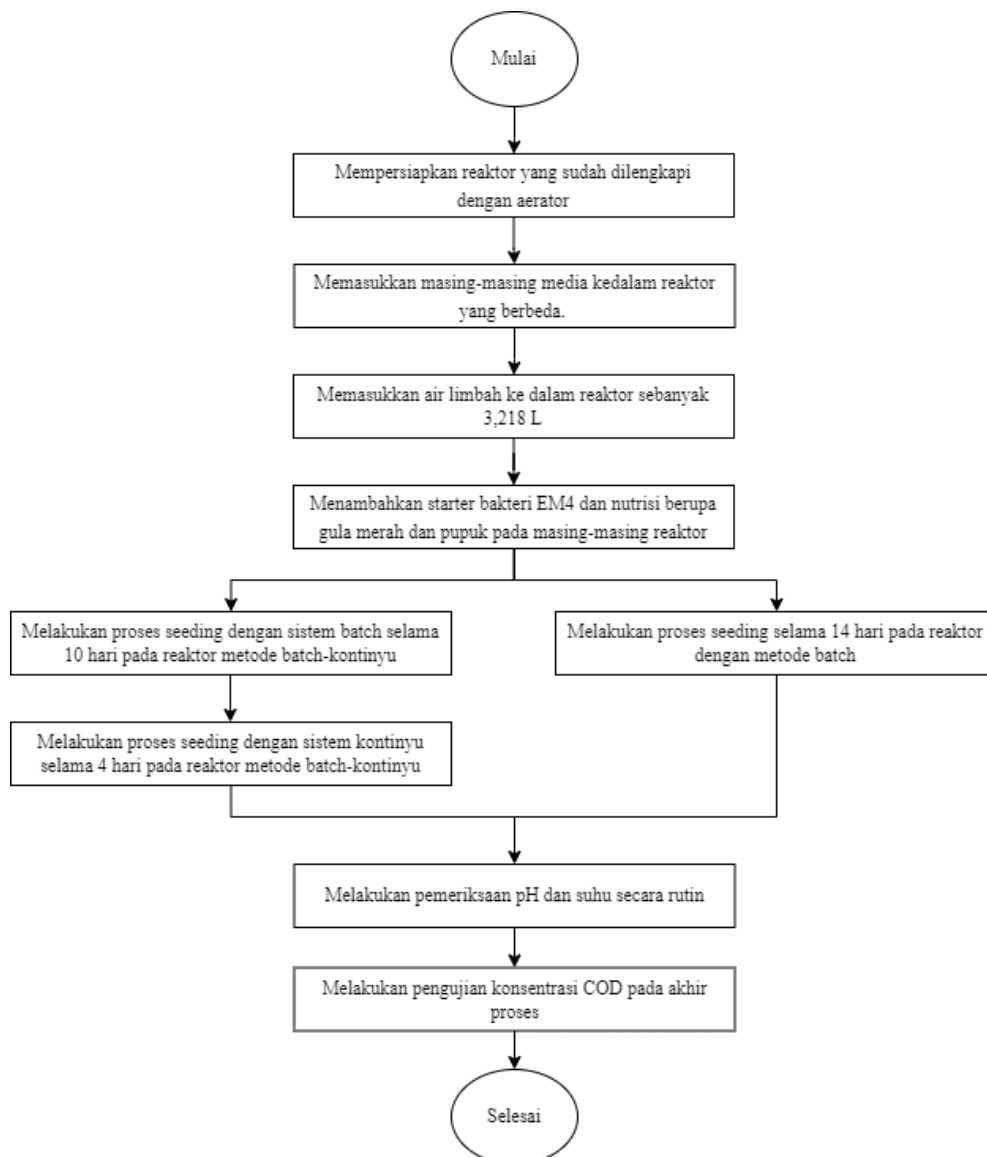 Mulai
Mempersiapkan reaktor yang sudah dilengkapi
dengan aerator
Memasukkan masing-masing media kedalam reaktor
yang berbeda.
Memasukkan air limbah ke dalam reaktor sebanyak
3,218 L
Menambahkan starter bakteri EM4 dan nutrisi berupa
gula merah dan pupuk pada masing-masing reaktor
Melakukan proses seeding dengan sistem batch selama
10 hari pada reaktor metode batch-kontinyu
Melakukan proses seeding selama 14 hari pada reaktor
dengan metode batch
Melakukan proses seeding dengan sistem kontinyu
selama 4 hari pada reaktor metode batch-kontinyu
Melakukan pemeriksaan pH dan suhu secara rutin
Melakukan pengujian konsentrasi COD pada akhir
proses
Selesai